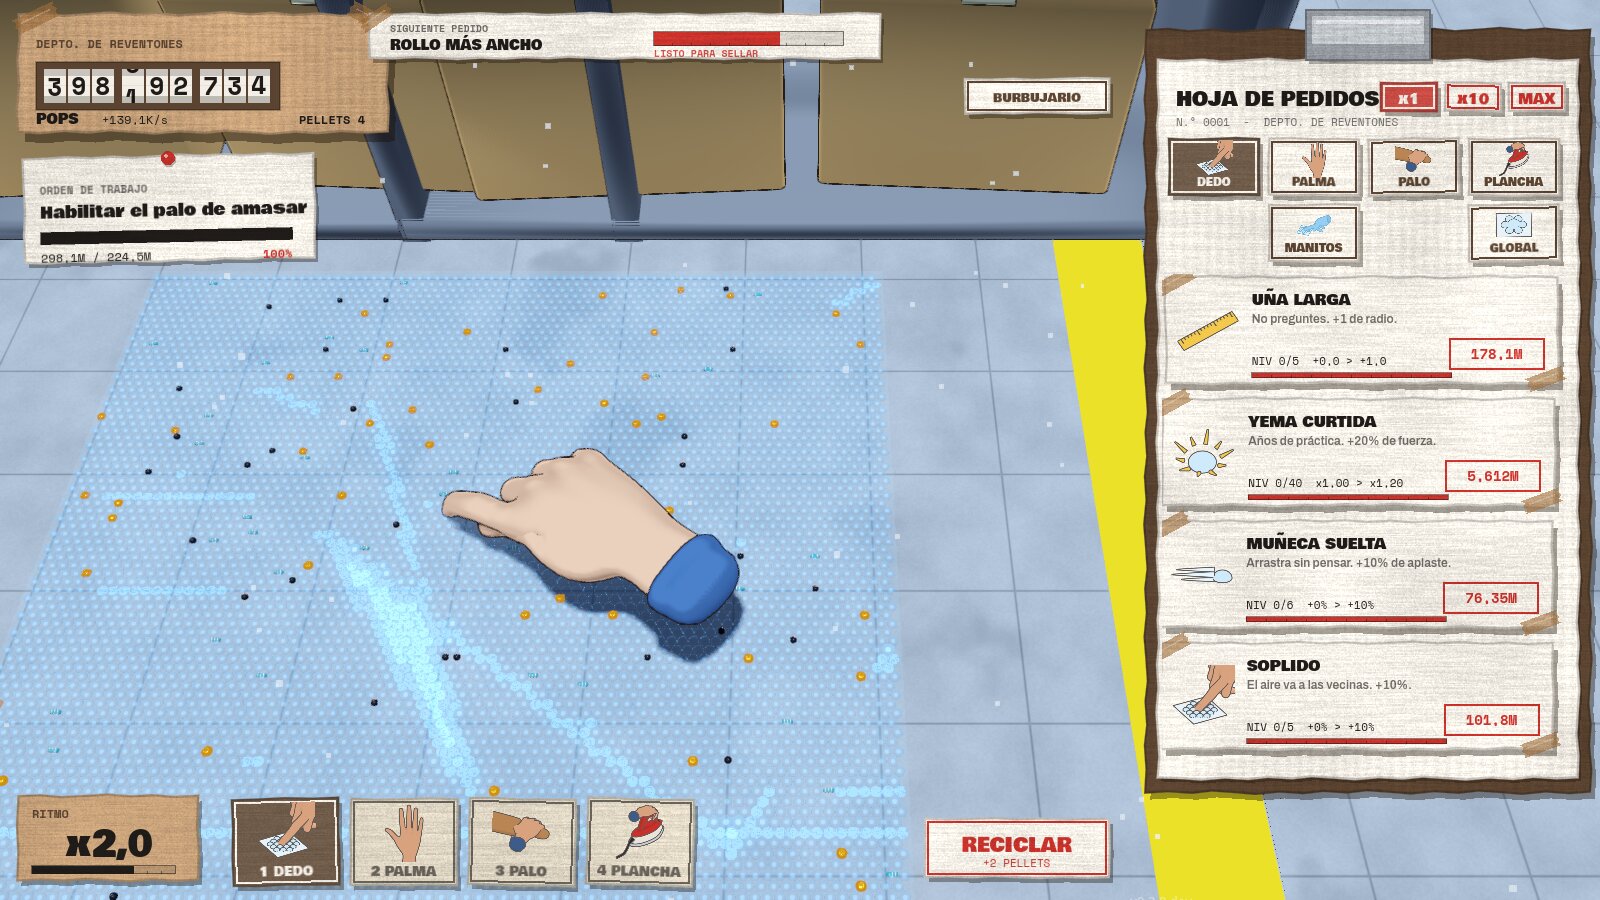 DEPTO. DE REVENTONES
POPS +139,1K/s PELLETS 4
ORDEN DE TRABAJO
Habilitar el palo de amasar
298,1M / 224,5M 100%
SIGUIENTE PEDIDO
ROLLO MÁS ANCHO
LISTO PARA SELLAR
BURBUJARIO
HOJA DE PEDIDOS x1 x10 MAX
N.° 0001 - DEPTO. DE REVENTONES
DEDO PALMA PALO PLANCHA
MANITOS GLOBAL
UÑA LARGA
No preguntes. +1 de radio.
NIV 0/5 +0,0 > +1,0 178,1M
YEMA CURTIDA
Años de práctica. +20% de fuerza.
NIV 0/40 x1,00 > x1,20 5,612M
MUÑECA SUELTA
Arrastra sin pensar. +10% de aplaste.
NIV 0/6 +0% > +10% 76,35M
SOPLIDO
El aire va a las vecinas. +10%.
NIV 0/5 +0% > +10% 101,8M
RITMO
x2,0
1 DEDO 2 PALMA 3 PALO 4 PLANCHA
RECICLAR
+2 PELLETS